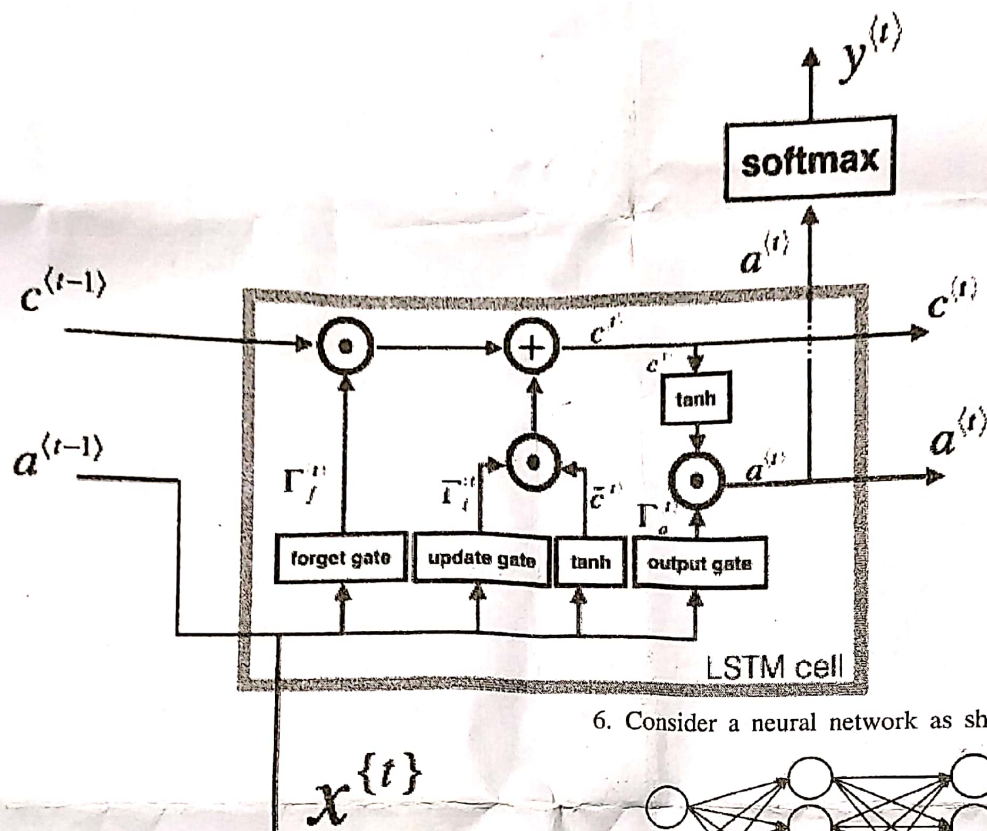 y⟨t⟩
softmax
a⟨t⟩
c⟨t−1⟩
c⟨t⟩
c
tanh
a⟨t−1⟩
a⟨t⟩
a⟨t⟩
Γf
c̃
Γo
forget gate
update gate
tanh
output gate
LSTM cell
6. Consider a neural network as sh
x{t}